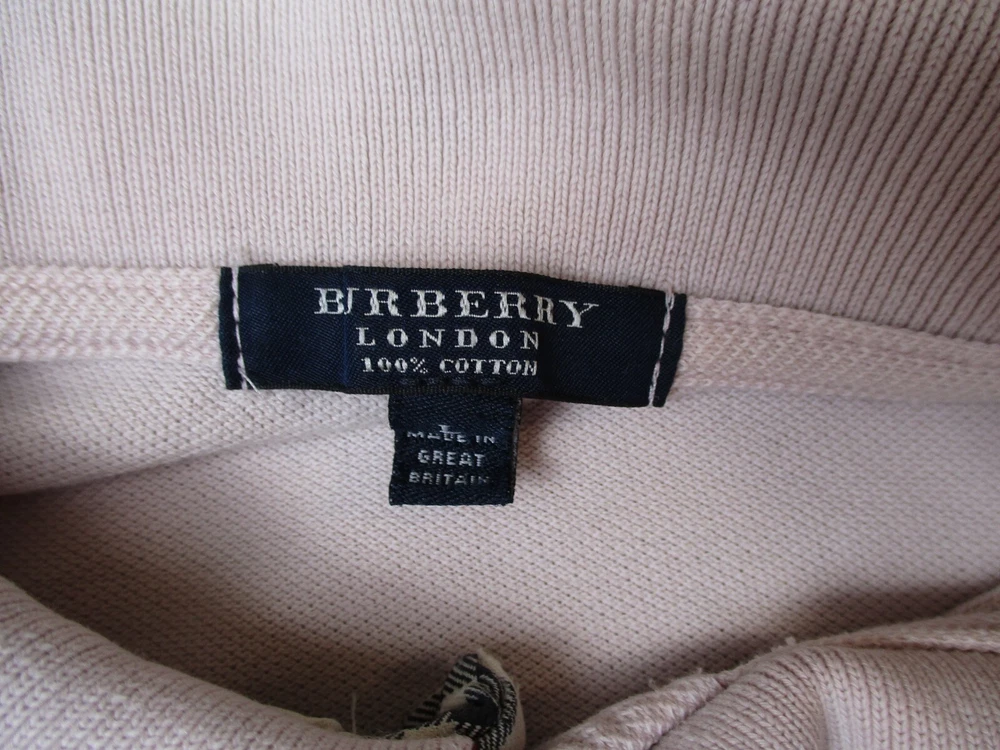 BURBERRY
LONDON
100% COTTON
L
MADE IN
GREAT
BRITAIN